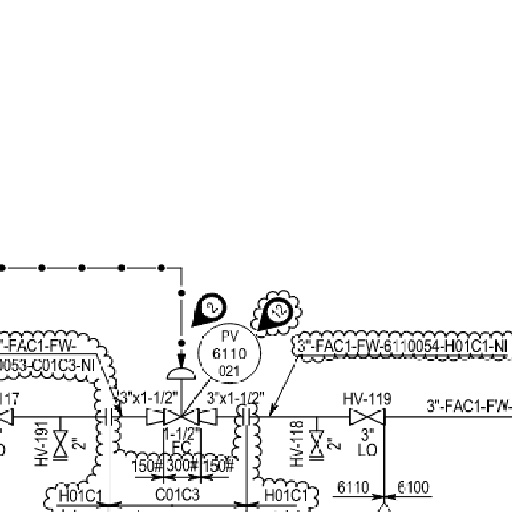 2
12
PV
6110
021
"-FAC1-FW-
0053-C01C3-NI
3"-FAC1-FW-6110054-H01C1-NI
117
3"x1-1/2"
3"x1-1/2"
HV-119
3"-FAC1-FW-
HV-191
2"
1-1/2"
FC
HV-118
2"
3"
LO
150#
300#
150#
H01C1
C01C3
H01C1
6110
6100